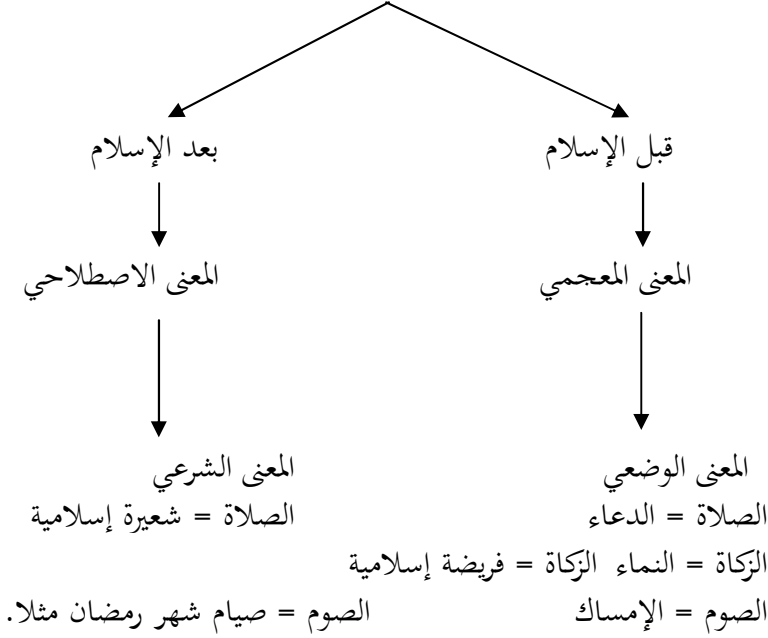 قبل الإسلام بعد الإسلام
المعنى المعجمي المعنى الاصطلاحي
المعنى الوضعي المعنى الشرعي
الصلاة = الدعاء الصلاة = شعيرة إسلامية
الزكاة = النماء الزكاة = فريضة إسلامية
الصوم = الإمساك الصوم = صيام شهر رمضان مثلا.